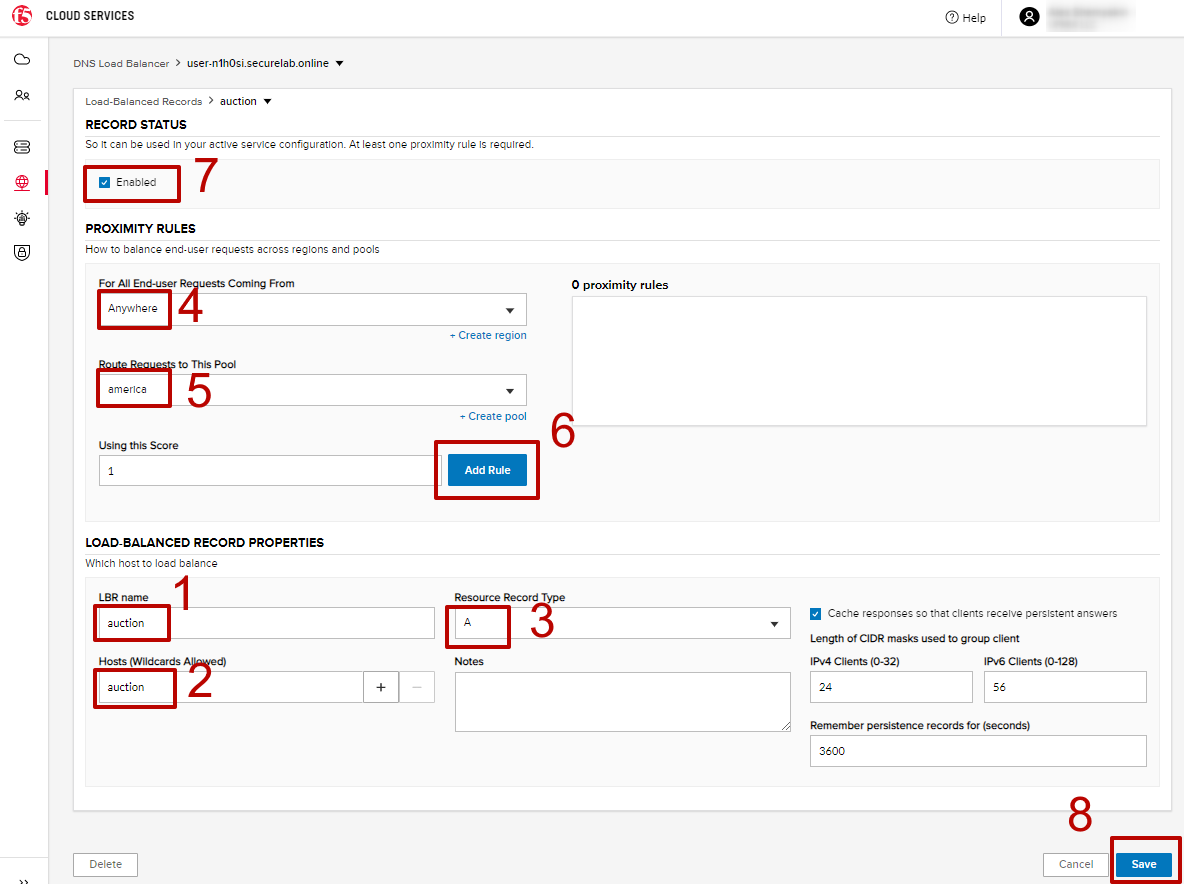 f5 CLOUD SERVICES
Help
DNS Load Balancer > user-n1h0si.securelab.online
Load-Balanced Records > auction
RECORD STATUS
So it can be used in your active service configuration. At least one proximity rule is required.
Enabled
7
PROXIMITY RULES
How to balance end-user requests across regions and pools
For All End-user Requests Coming From
Anywhere
4
+ Create region
Route Requests to This Pool
america
5
+ Create pool
Using this Score
1
Add Rule
6
0 proximity rules
LOAD-BALANCED RECORD PROPERTIES
Which host to load balance
LBR name
1
auction
Hosts (Wildcards Allowed)
auction
2
+ −
Resource Record Type
A
3
Notes
Cache responses so that clients receive persistent answers
Length of CIDR masks used to group client
IPv4 Clients (0-32) IPv6 Clients (0-128)
24 56
Remember persistence records for (seconds)
3600
8
Delete
Cancel
Save